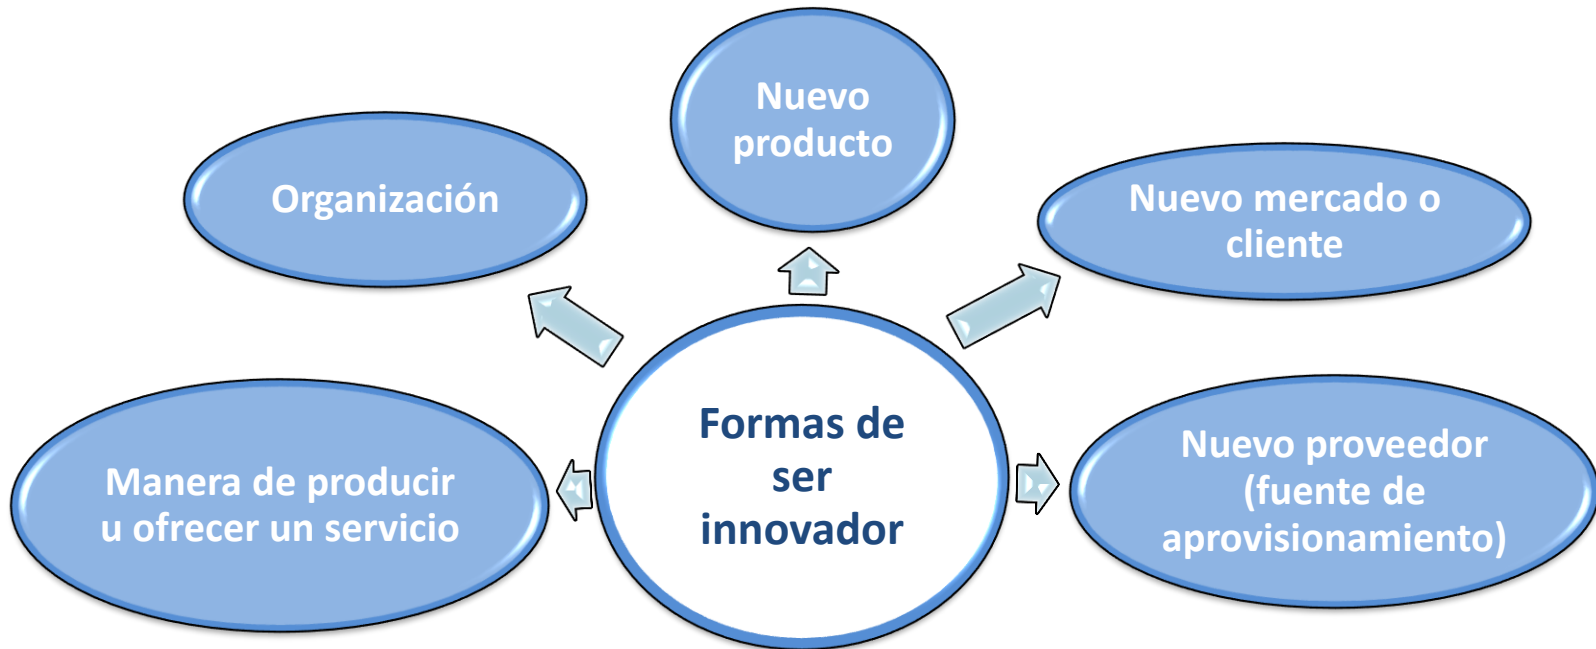 Nuevo
producto
Organización
Nuevo mercado o
cliente
Formas de
ser
innovador
Manera de producir
u ofrecer un servicio
Nuevo proveedor
(fuente de
aprovisionamiento)